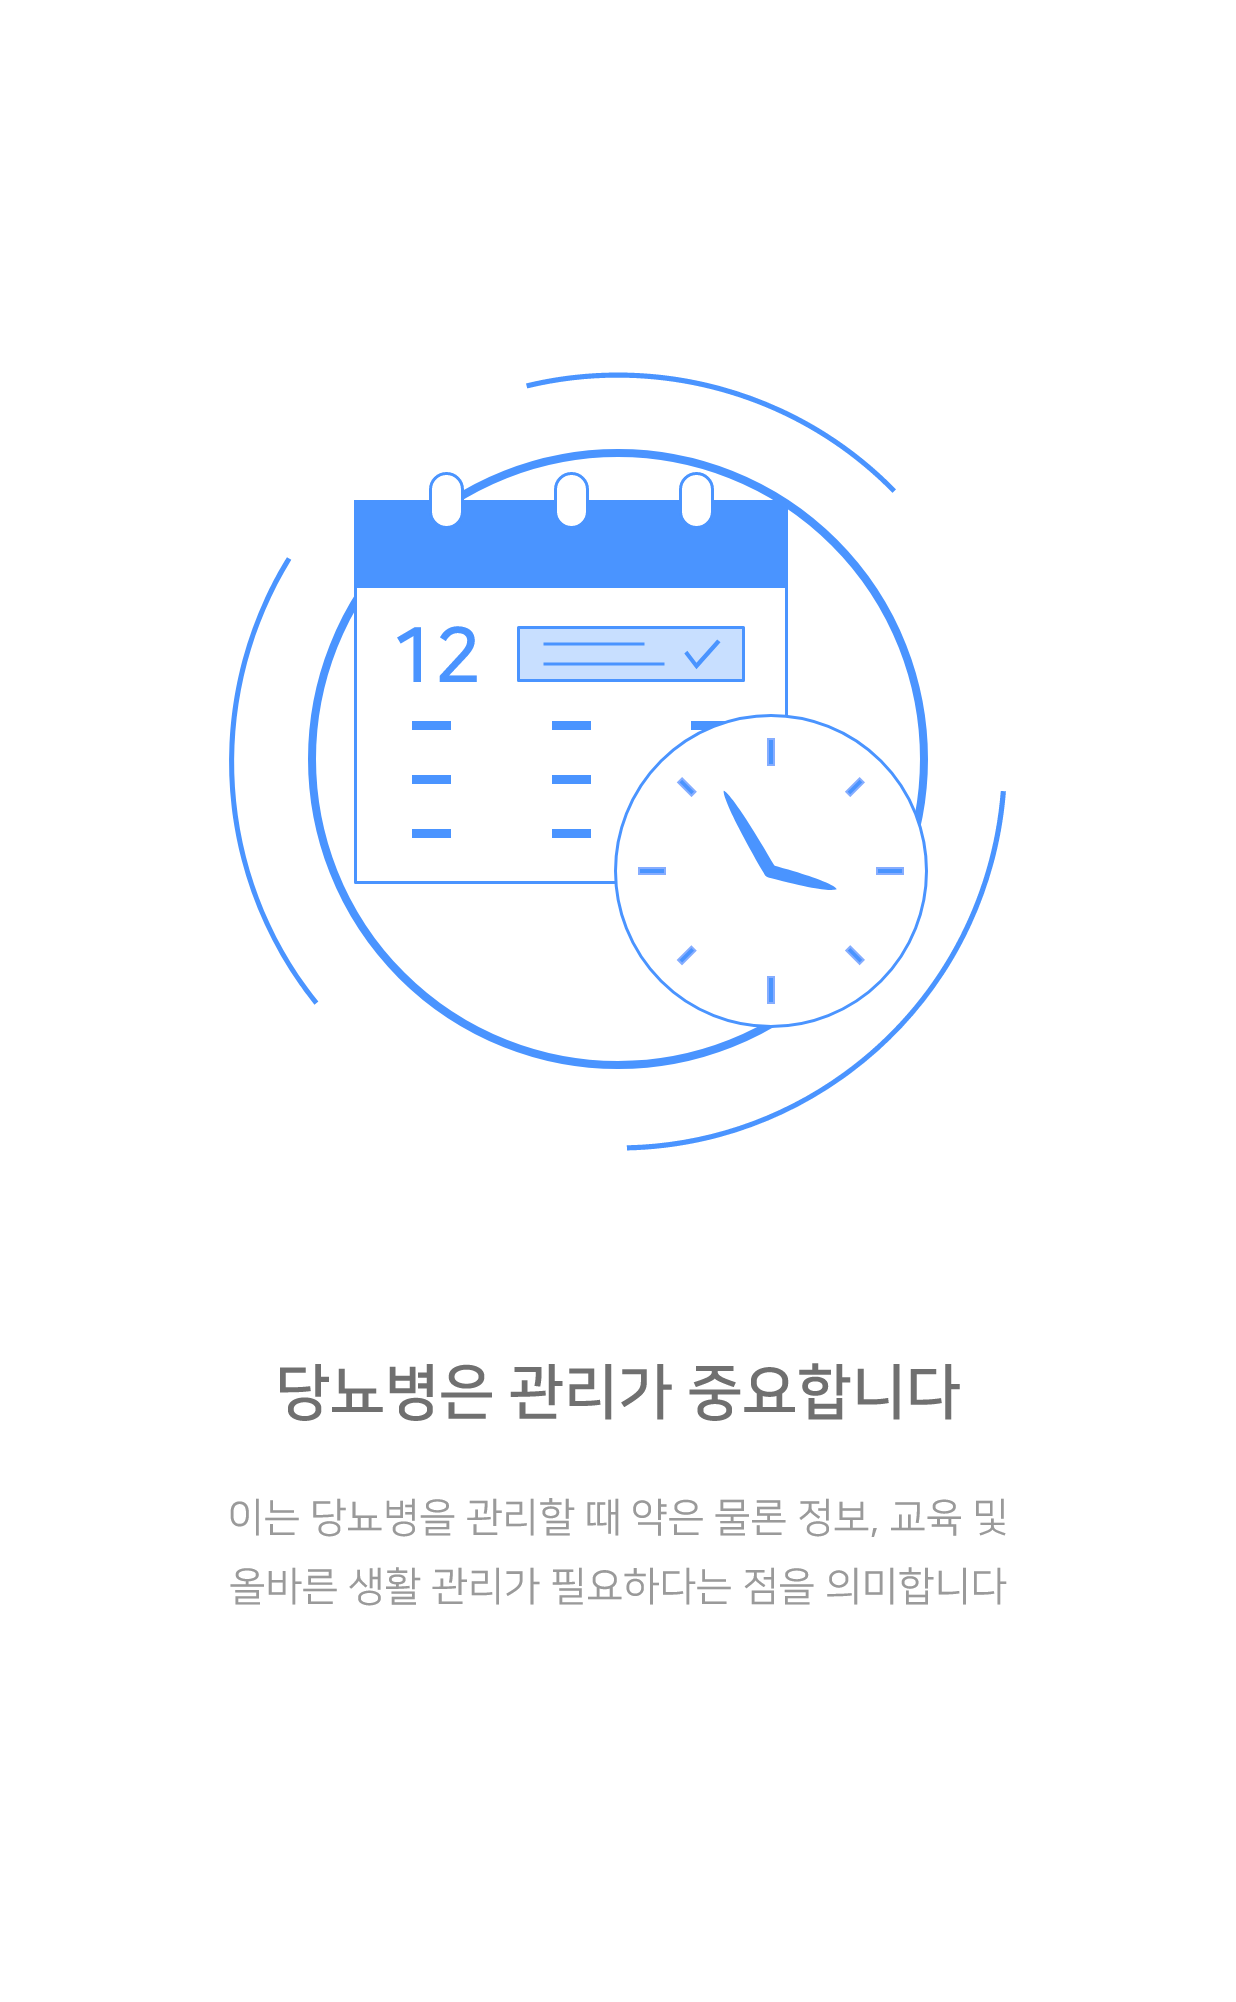 12
당뇨병은 관리가 중요합니다
이는 당뇨병을 관리할 때 약은 물론 정보, 교육 및
올바른 생활 관리가 필요하다는 점을 의미합니다